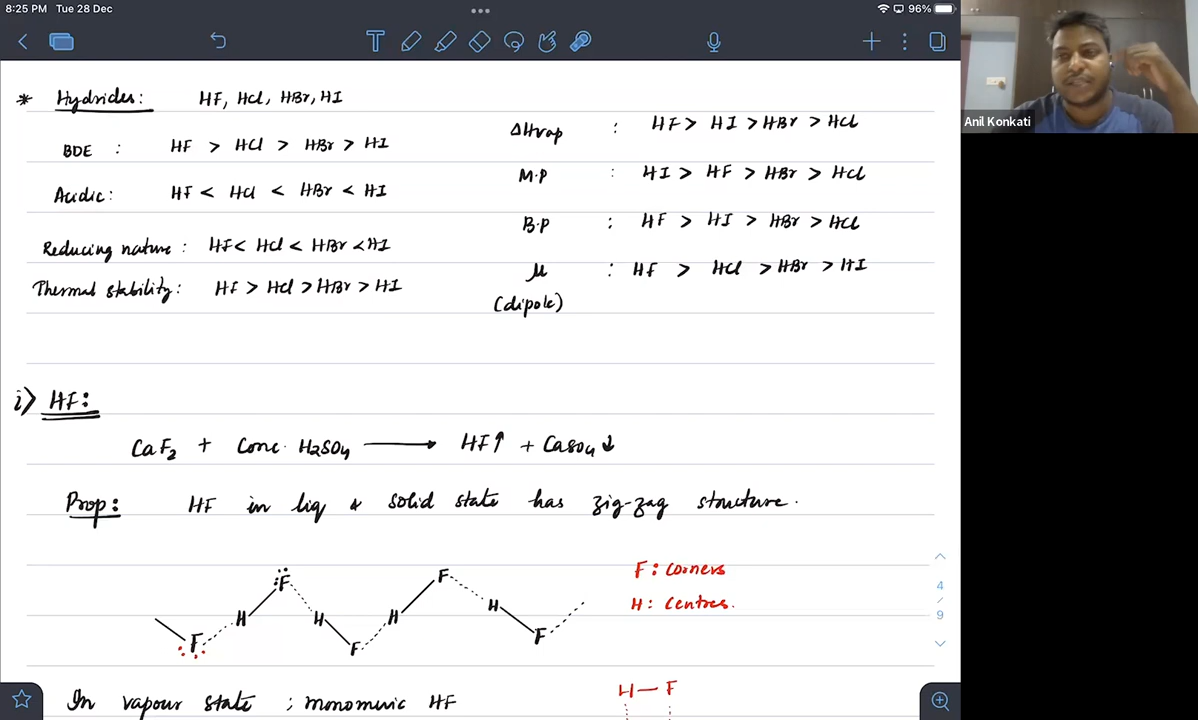 8:25 PM Tue 28 Dec
96%
Anil Konkati
* Hydrides: HF, HCl, HBr, HI
BDE : HF > HCl > HBr > HI
Acidic: HF < HCl < HBr < HI
Reducing nature: HF < HCl < HBr < HI
Thermal stability: HF > HCl > HBr > HI
ΔHvap : HF > HI > HBr > HCl
M.P : HI > HF > HBr > HCl
B.P : HF > HI > HBr > HCl
μ : HF > HCl > HBr > HI
(dipole)
i) HF:
CaF₂ + Conc. H₂SO₄ ⟶ HF↑ + CaSO₄↓
Prop: HF in liq & solid state has zig-zag structure.
F F
H H H H
F F F
F: Corners
H: Centres.
4
/
9
In vapour state ; monomeric HF
H—F